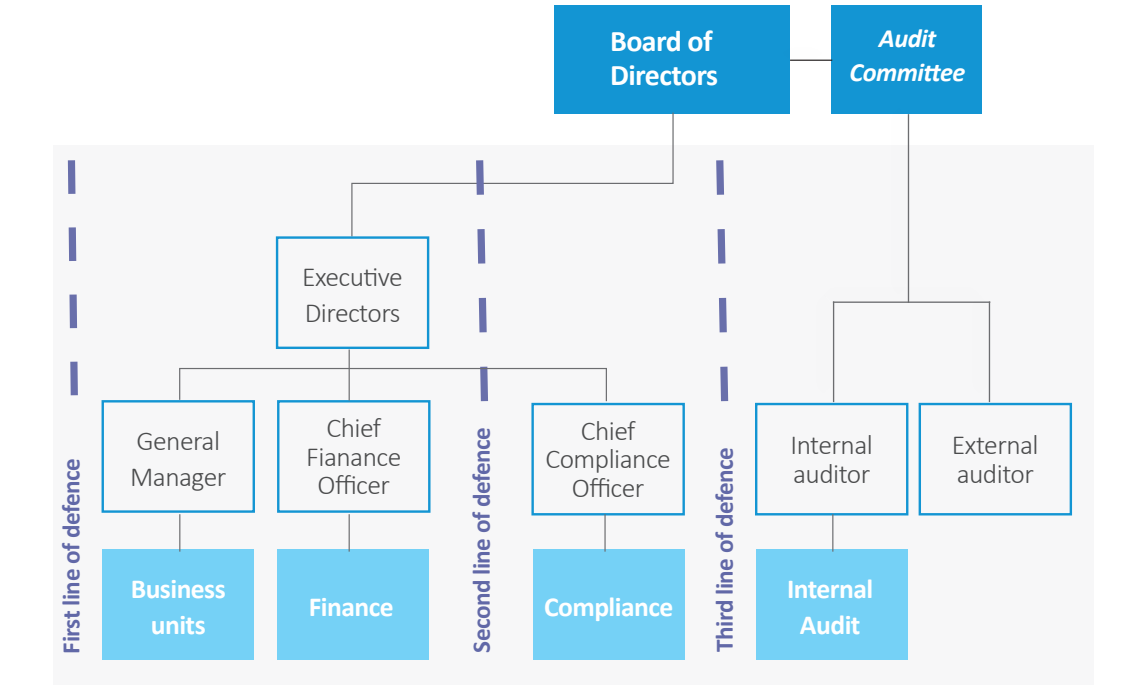 Board of
Directors
Audit
Committee
First line of defence
Second line of defence
Third line of defence
Executive
Directors
General
Manager
Chief
Fianance
Officer
Chief
Compliance
Officer
Internal
auditor
External
auditor
Business
units
Finance
Compliance
Internal
Audit